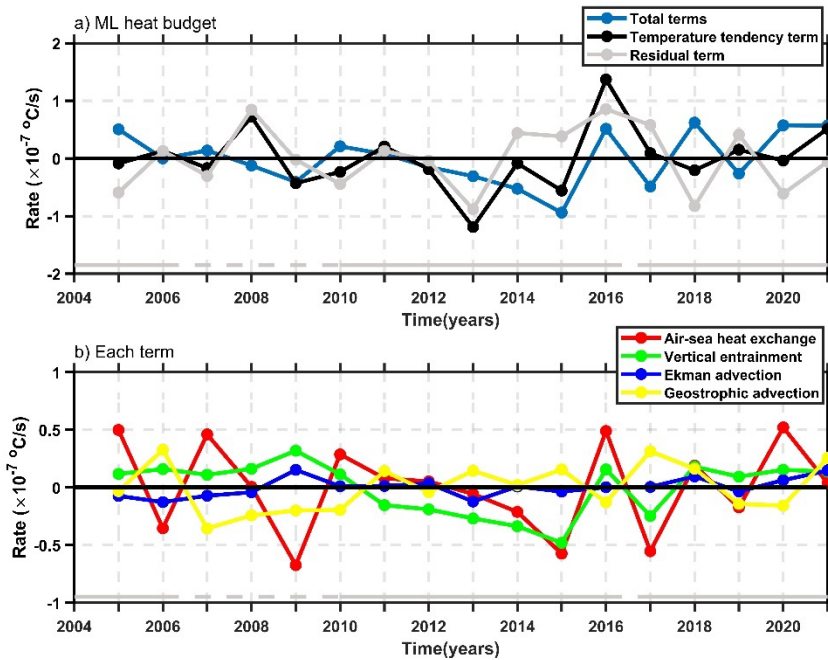 a) ML heat budget
Total terms
Temperature tendency term
Residual term
2
1
0
-1
-2
Rate (×10⁻⁷ °C/s)
2004 2006 2008 2010 2012 2014 2016 2018 2020
Time(years)
b) Each term
Air-sea heat exchange
Vertical entrainment
Ekman advection
Geostrophic advection
1
0.5
0
-0.5
-1
Rate (×10⁻⁷ °C/s)
2004 2006 2008 2010 2012 2014 2016 2018 2020
Time(years)